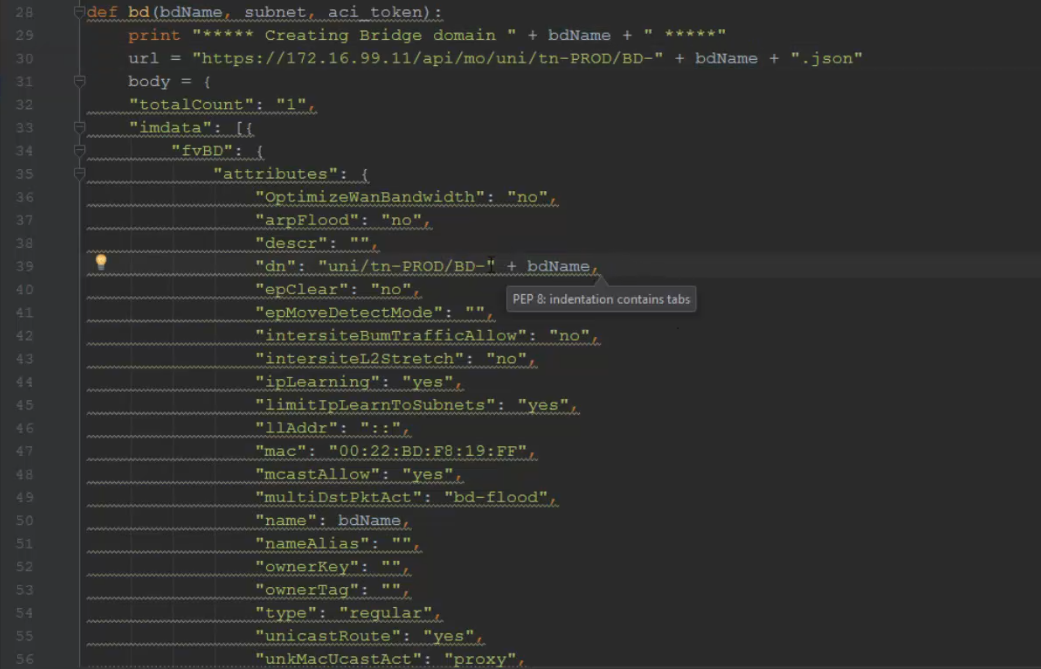 28 def bd(bdName, subnet, aci_token):
29 print "***** Creating Bridge domain " + bdName + " *****"
30 url = "https://172.16.99.11/api/mo/uni/tn-PROD/BD-" + bdName + ".json"
31 body = {
32 "totalCount": "1",
33 "imdata": [{
34 "fvBD": {
35 "attributes": {
36 "OptimizeWanBandwidth": "no",
37 "arpFlood": "no",
38 "descr": "",
39 "dn": "uni/tn-PROD/BD-" + bdName,
40 "epClear": "no",
PEP 8: indentation contains tabs
41 "epMoveDetectMode": "",
42 "intersiteBumTrafficAllow": "no",
43 "intersiteL2Stretch": "no",
44 "ipLearning": "yes",
45 "limitIpLearnToSubnets": "yes",
46 "llAddr": "::",
47 "mac": "00:22:BD:F8:19:FF",
48 "mcastAllow": "yes",
49 "multiDstPktAct": "bd-flood",
50 "name": bdName,
51 "nameAlias": "",
52 "ownerKey": "",
53 "ownerTag": "",
54 "type": "regular",
55 "unicastRoute": "yes",
56 "unkMacUcastAct": "proxy",